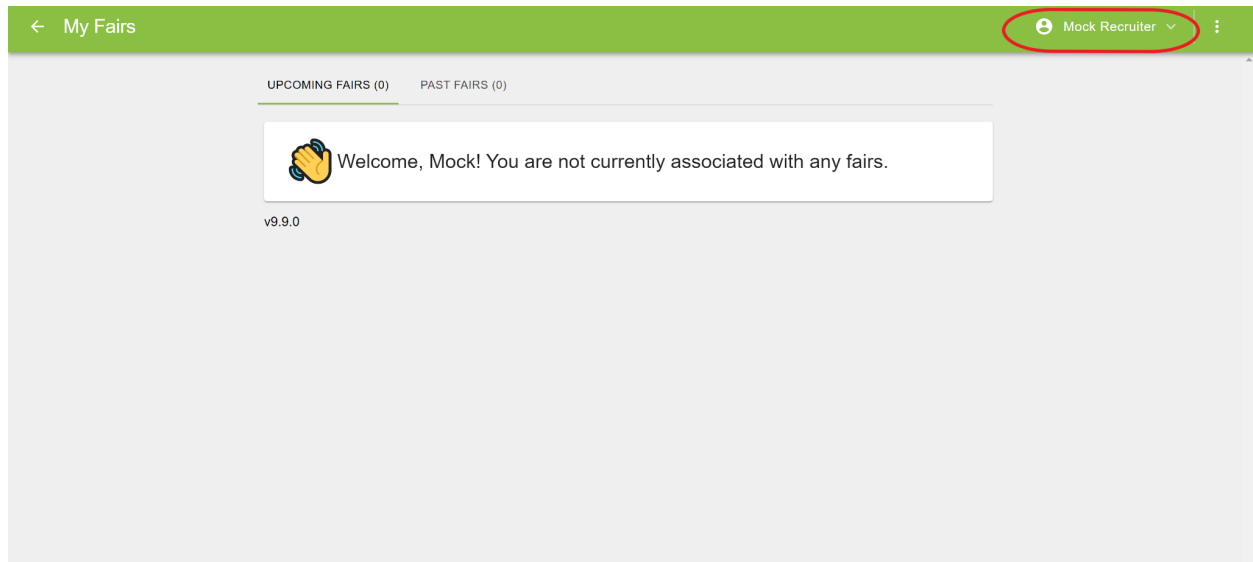 My Fairs
Mock Recruiter
UPCOMING FAIRS (0) PAST FAIRS (0)
Welcome, Mock! You are not currently associated with any fairs.
v9.9.0